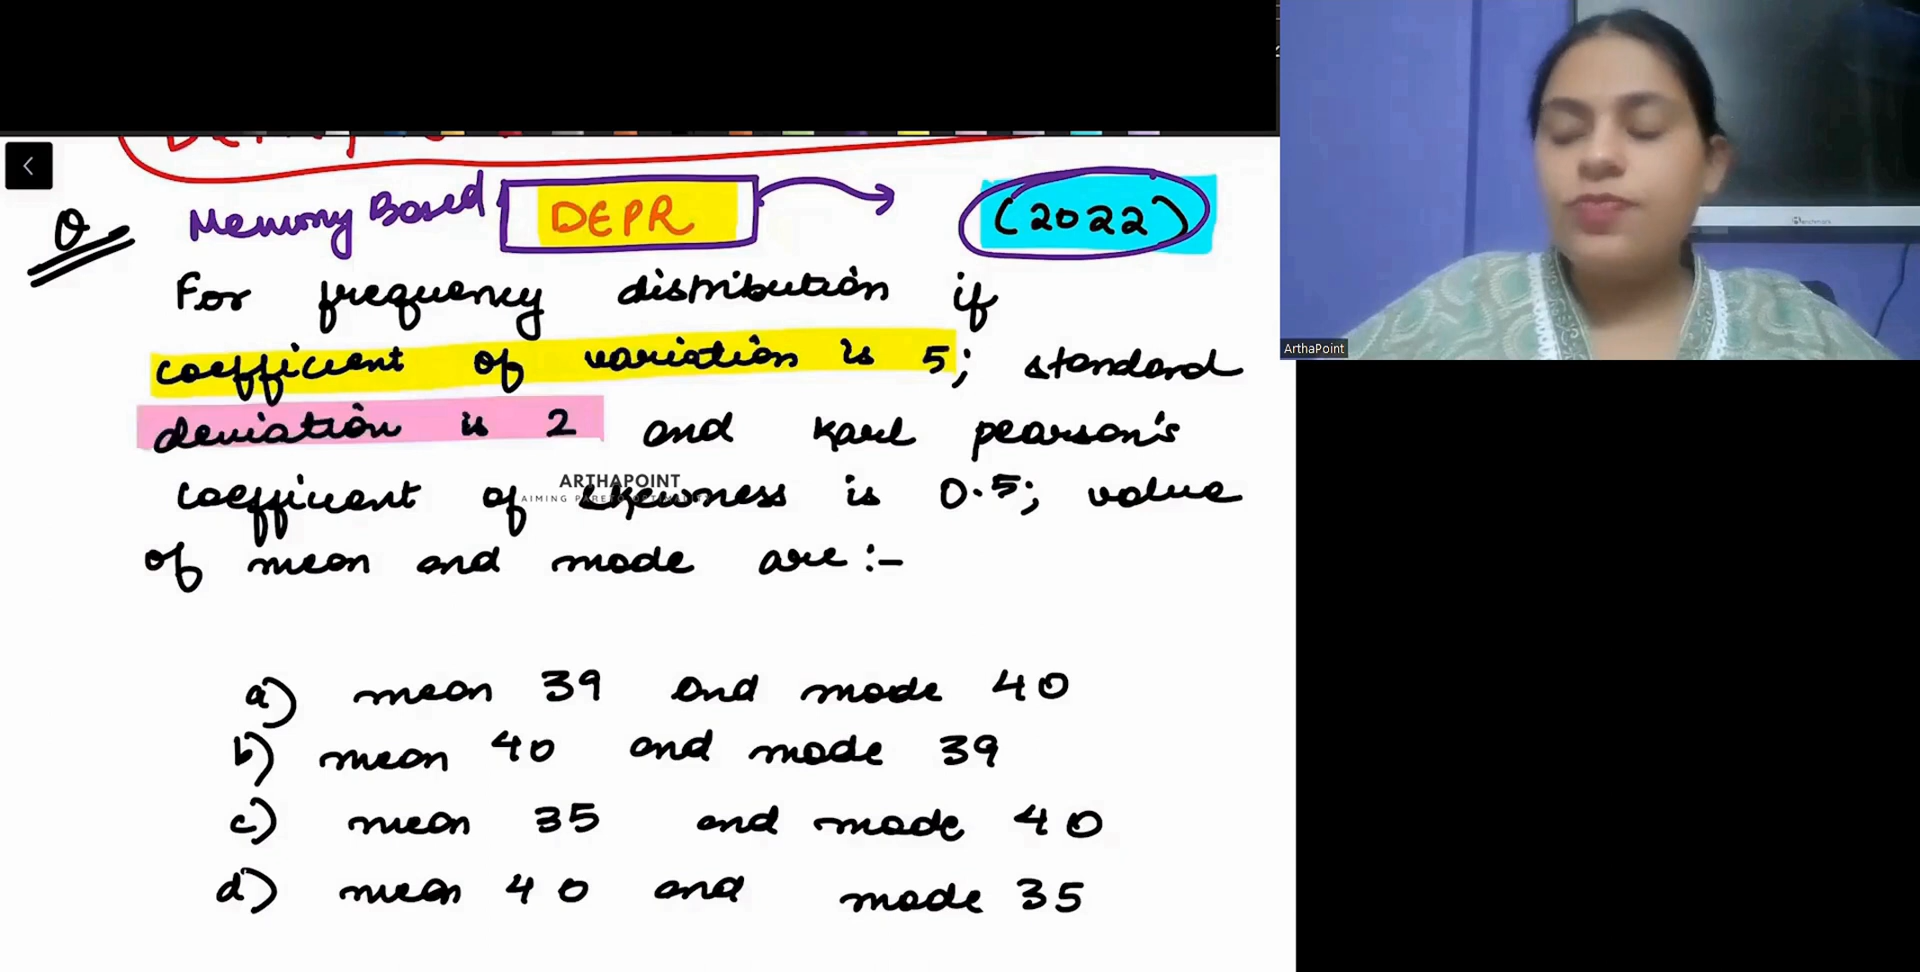 Q Memory Based DEPR (2022)
For frequency distribution if
coefficient of variation is 5; standard
deviation is 2 and Karl pearson's
coefficient of skewness is 0.5; value
ARTHAPOINT
of mean and mode are :-
a) mean 39 and mode 40
b) mean 40 and mode 39
c) mean 35 and mode 40
d) mean 40 and mode 35
ArthaPoint